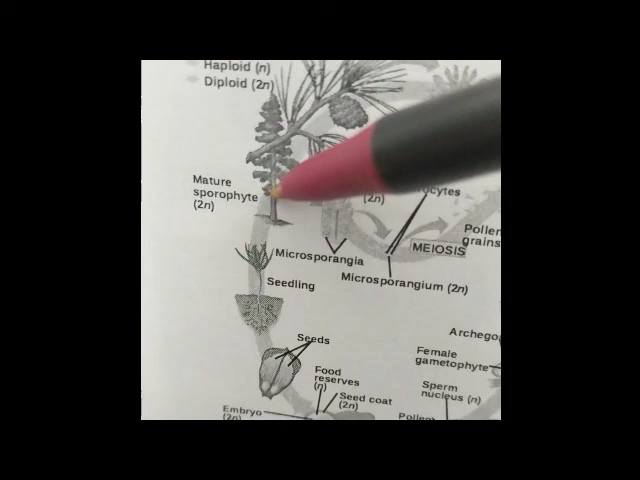 Haploid (n)
Diploid (2n)
Mature
sporophyte
(2n)
(2n)
Pollen
grains
MEIOSIS
Microsporangia
Microsporangium (2n)
Seedling
Archego
Seeds
Female
gametophyte
Food
reserves
(n)
Sperm
nucleus (n)
Seed coat
(2n)
Embryo
(2n)
Pollen